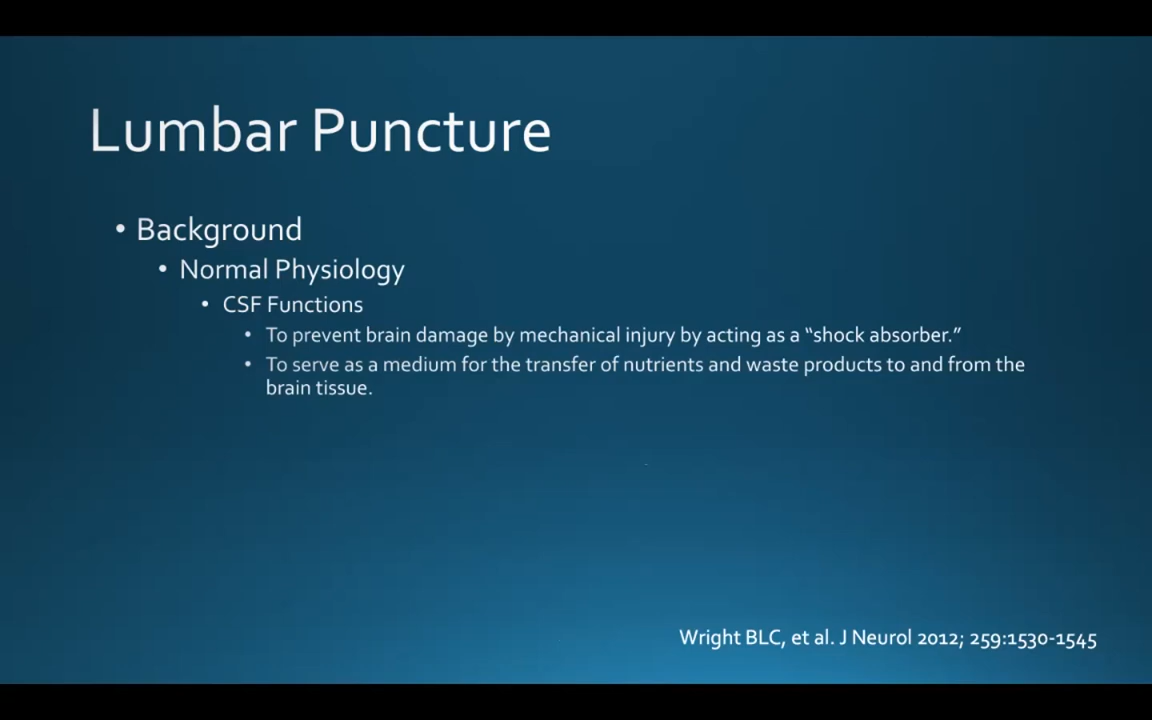 Lumbar Puncture
• Background
• Normal Physiology
• CSF Functions
• To prevent brain damage by mechanical injury by acting as a “shock absorber.”
• To serve as a medium for the transfer of nutrients and waste products to and from the
brain tissue.
Wright BLC, et al. J Neurol 2012; 259:1530-1545